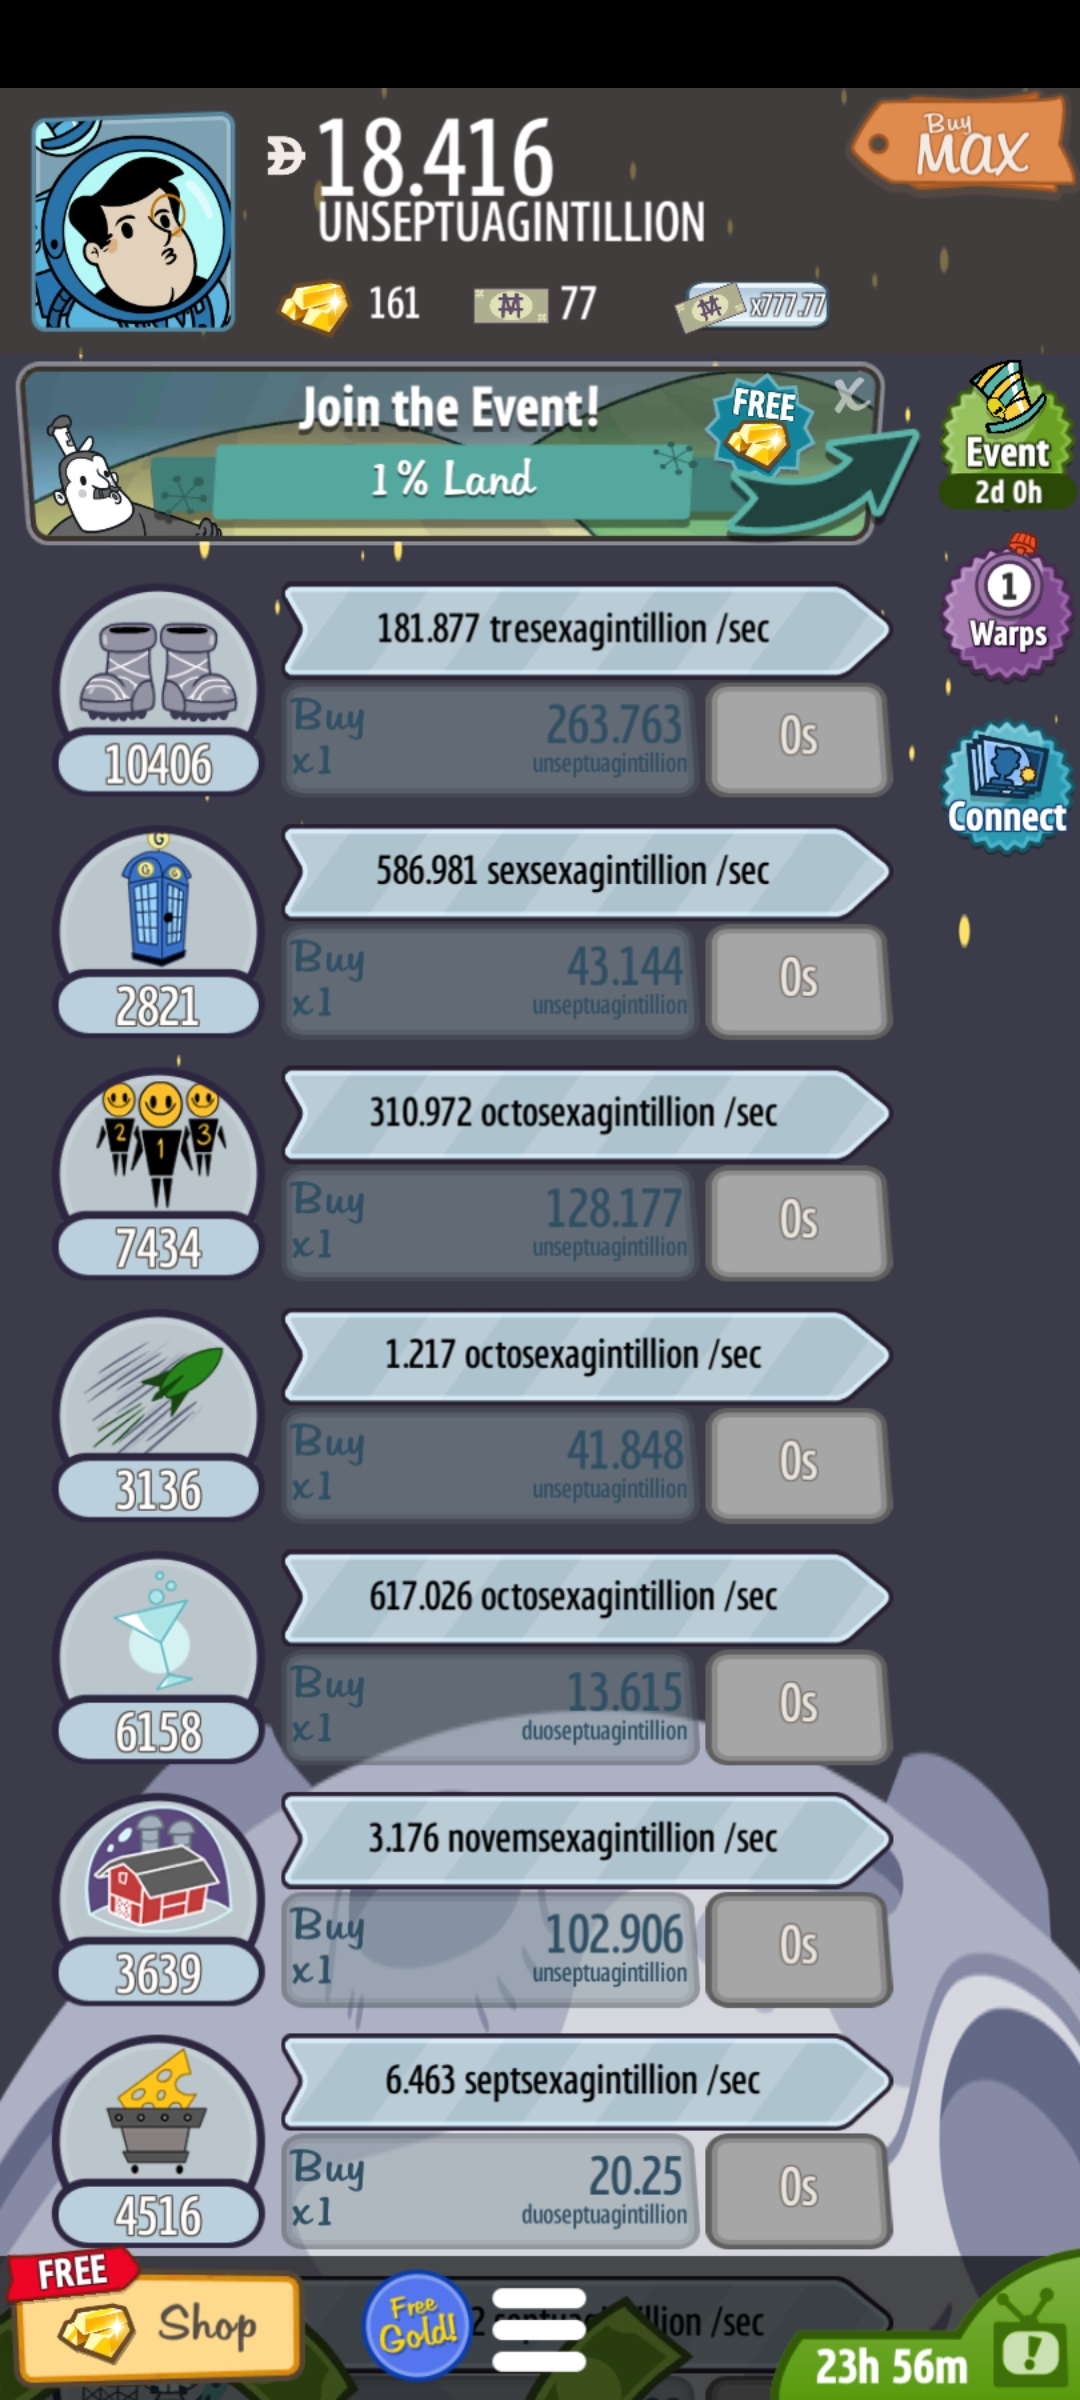 18.416
UNSEPTUAGINTILLION
Buy
MAX
161
77
x777.77
Join the Event!
1% Land
FREE
X
Event
2d 0h
1
Warps
Connect
181.877 tresexagintillion /sec
Buy
x1
263.763
unseptuagintillion
0s
10406
586.981 sexsexagintillion /sec
Buy
x1
43.144
unseptuagintillion
0s
G
G
G
2821
310.972 octosexagintillion /sec
Buy
x1
128.177
unseptuagintillion
0s
2
1
3
7434
1.217 octosexagintillion /sec
Buy
x1
41.848
unseptuagintillion
0s
3136
617.026 octosexagintillion /sec
Buy
x1
13.615
duoseptuagintillion
0s
6158
3.176 novemsexagintillion /sec
Buy
x1
102.906
unseptuagintillion
0s
3639
6.463 septsexagintillion /sec
Buy
x1
20.25
duoseptuagintillion
0s
4516
FREE
Shop
Free
Gold!
/sec
23h 56m
!